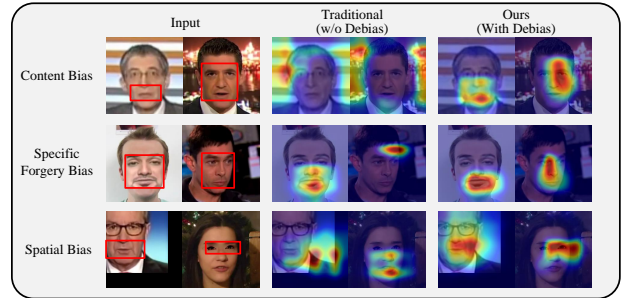 Input
Traditional
(w/o Debias)
Ours
(With Debias)
Content Bias
Specific
Forgery Bias
Spatial Bias